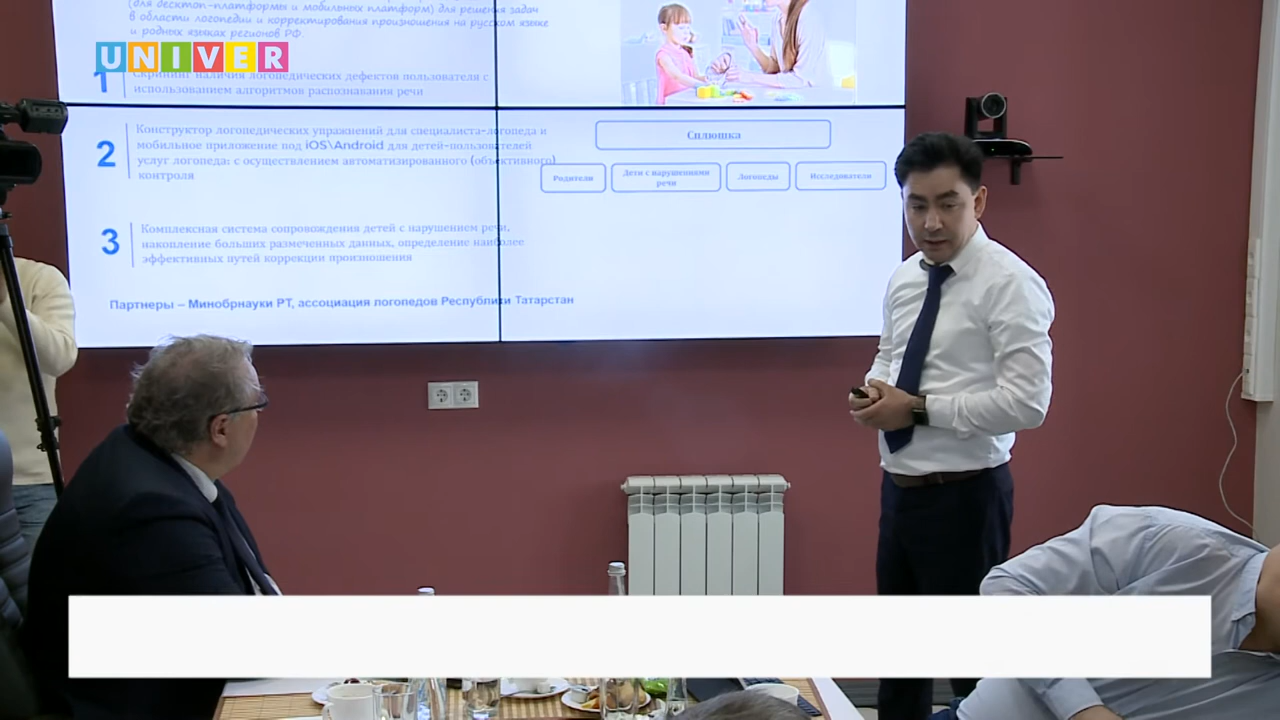 (для десктоп-платформы и мобильных платформ) для решения задач
в области логопедии и корректирования произношения на русском языке
и родных языках регионов РФ.
UNIVER
1 Скрининг наличия логопедических дефектов пользователя с
использованием алгоритмов распознавания речи
2 Конструктор логопедических упражнений для специалиста-логопеда и
мобильное приложение под iOS\Android для детей-пользователей
услуг логопеда: с осуществлением автоматизированного (объективного)
контроля
3 Комплексная система сопровождения детей с нарушением речи,
накопление больших размеченных данных, определение наиболее
эффективных путей коррекции произношения
Партнеры – Минобрнауки РТ, ассоциация логопедов Республики Татарстан
Сплюшка
Родители
Дети с нарушениями
речи
Логопеды
Исследователи